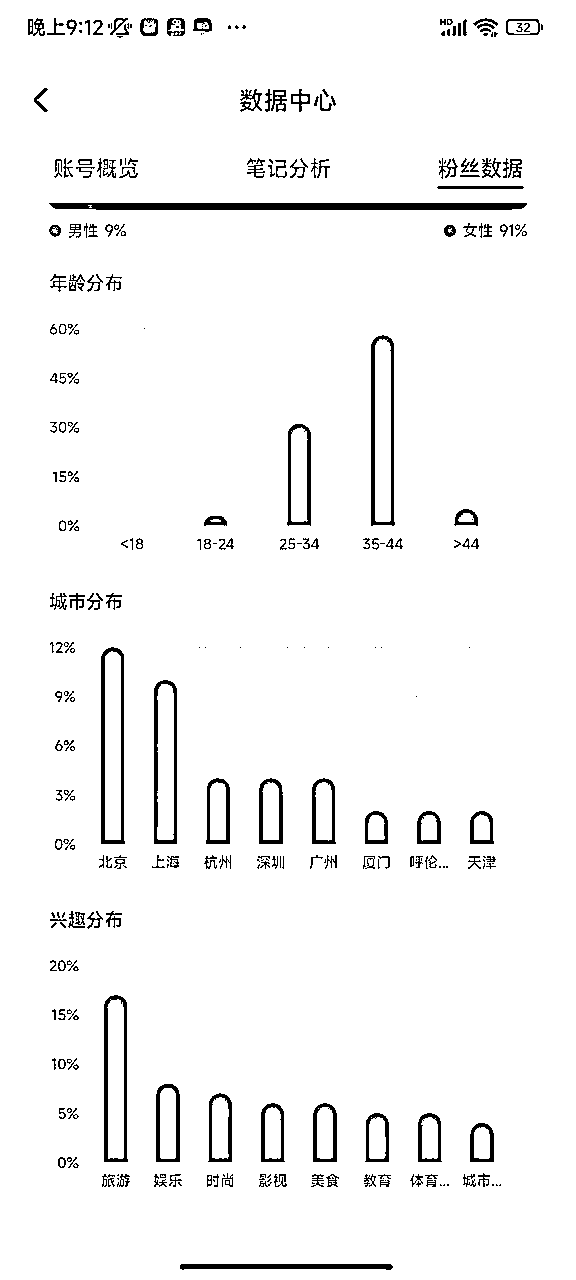 晚上9:12 ... HD 32
数据中心
账号概览 笔记分析 粉丝数据
男性 9% 女性 91%
年龄分布
60%
45%
30%
15%
0%
<18 18-24 25-34 35-44 >44
城市分布
12%
9%
6%
3%
0%
北京 上海 杭州 深圳 广州 厦门 呼伦... 天津
兴趣分布
20%
15%
10%
5%
0%
旅游 娱乐 时尚 影视 美食 教育 体育... 城市...